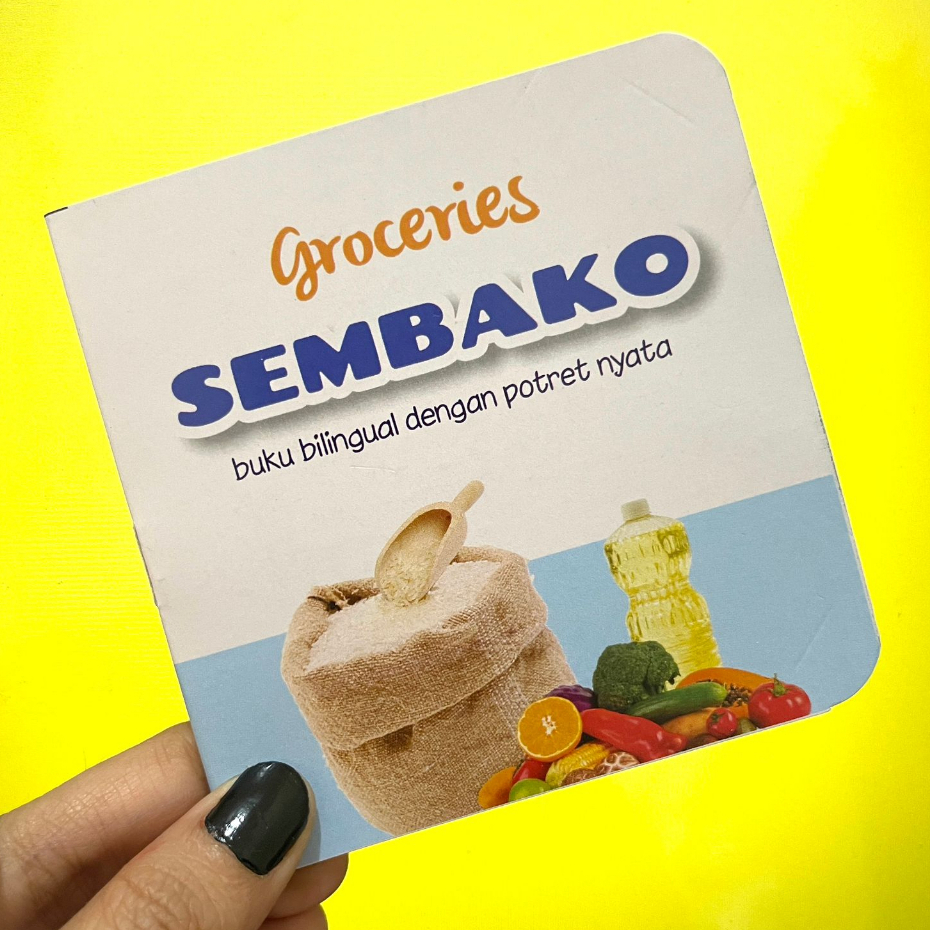 Groceries
SEMBAKO
buku bilingual dengan potret nyata